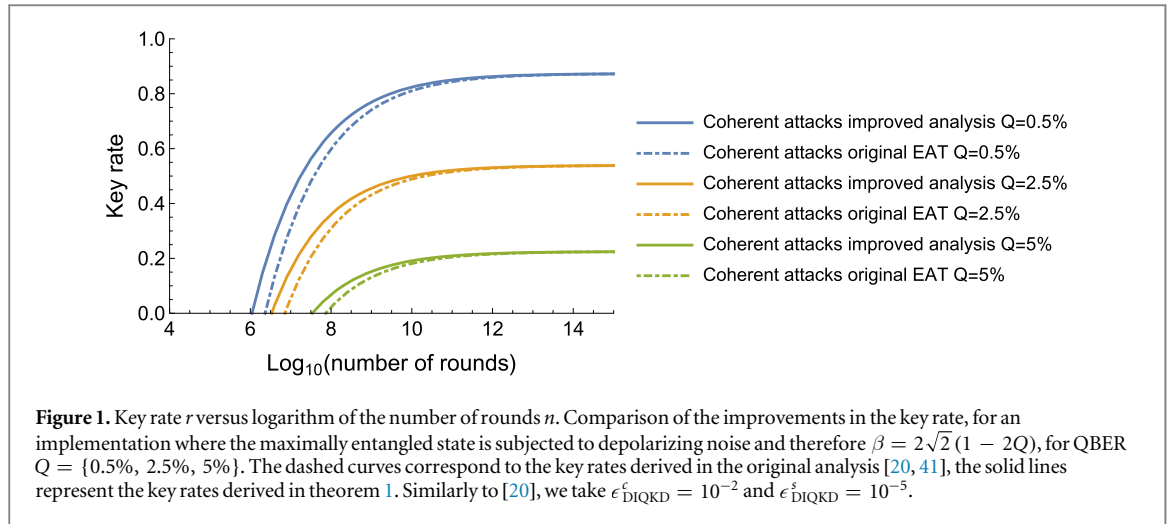 1.0
0.8
0.6
0.4
0.2
0.0
4 6 8 10 12 14
Key rate
Log₁₀(number of rounds)
Coherent attacks improved analysis Q=0.5%
Coherent attacks original EAT Q=0.5%
Coherent attacks improved analysis Q=2.5%
Coherent attacks original EAT Q=2.5%
Coherent attacks improved analysis Q=5%
Coherent attacks original EAT Q=5%
Figure 1. Key rate r versus logarithm of the number of rounds n. Comparison of the improvements in the key rate, for an
implementation where the maximally entangled state is subjected to depolarizing noise and therefore β = 2√2 (1 − 2Q), for QBER
Q = {0.5%, 2.5%, 5%}. The dashed curves correspond to the key rates derived in the original analysis [20, 41], the solid lines
represent the key rates derived in theorem 1. Similarly to [20], we take ϵᶜ_DIQKD = 10⁻² and ϵˢ_DIQKD = 10⁻⁵.